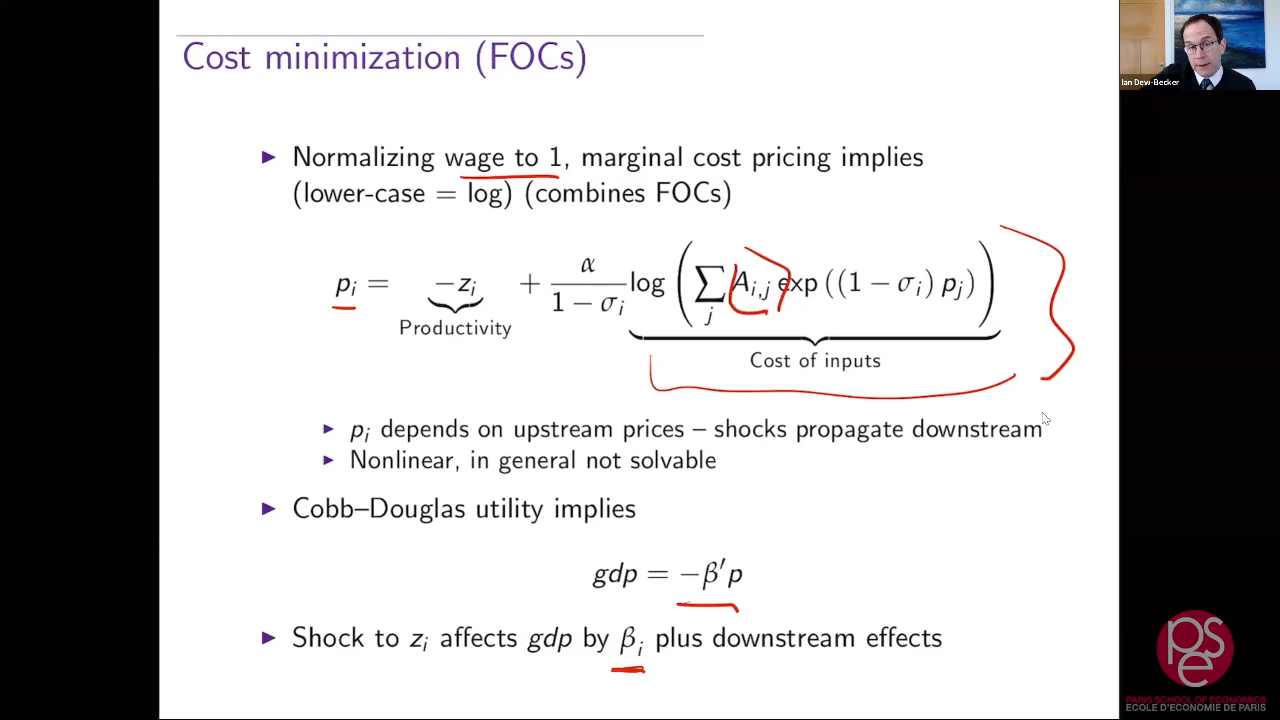 Cost minimization (FOCs)
Ian Dew-Becker
▶ Normalizing wage to 1, marginal cost pricing implies
(lower-case = log) (combines FOCs)
p_i = −z_i + α / (1 − σ_i) log ( ∑_j A_{i,j} exp ((1 − σ_i) p_j) )
Productivity
Cost of inputs
▶ p_i depends on upstream prices – shocks propagate downstream
▶ Nonlinear, in general not solvable
▶ Cobb–Douglas utility implies
gdp = −β′p
▶ Shock to z_i affects gdp by β_i plus downstream effects
PSE
PARIS SCHOOL OF ECONOMICS
ECOLE D'ECONOMIE DE PARIS